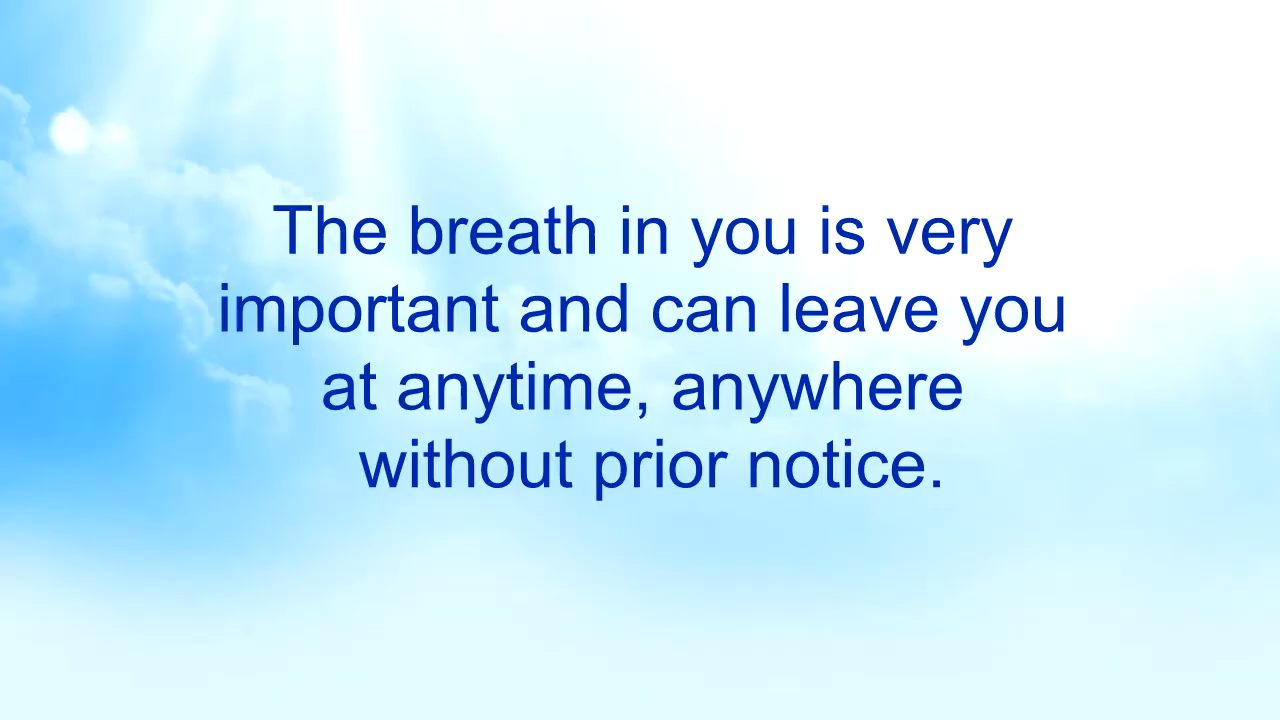 The breath in you is very
important and can leave you
at anytime, anywhere
without prior notice.